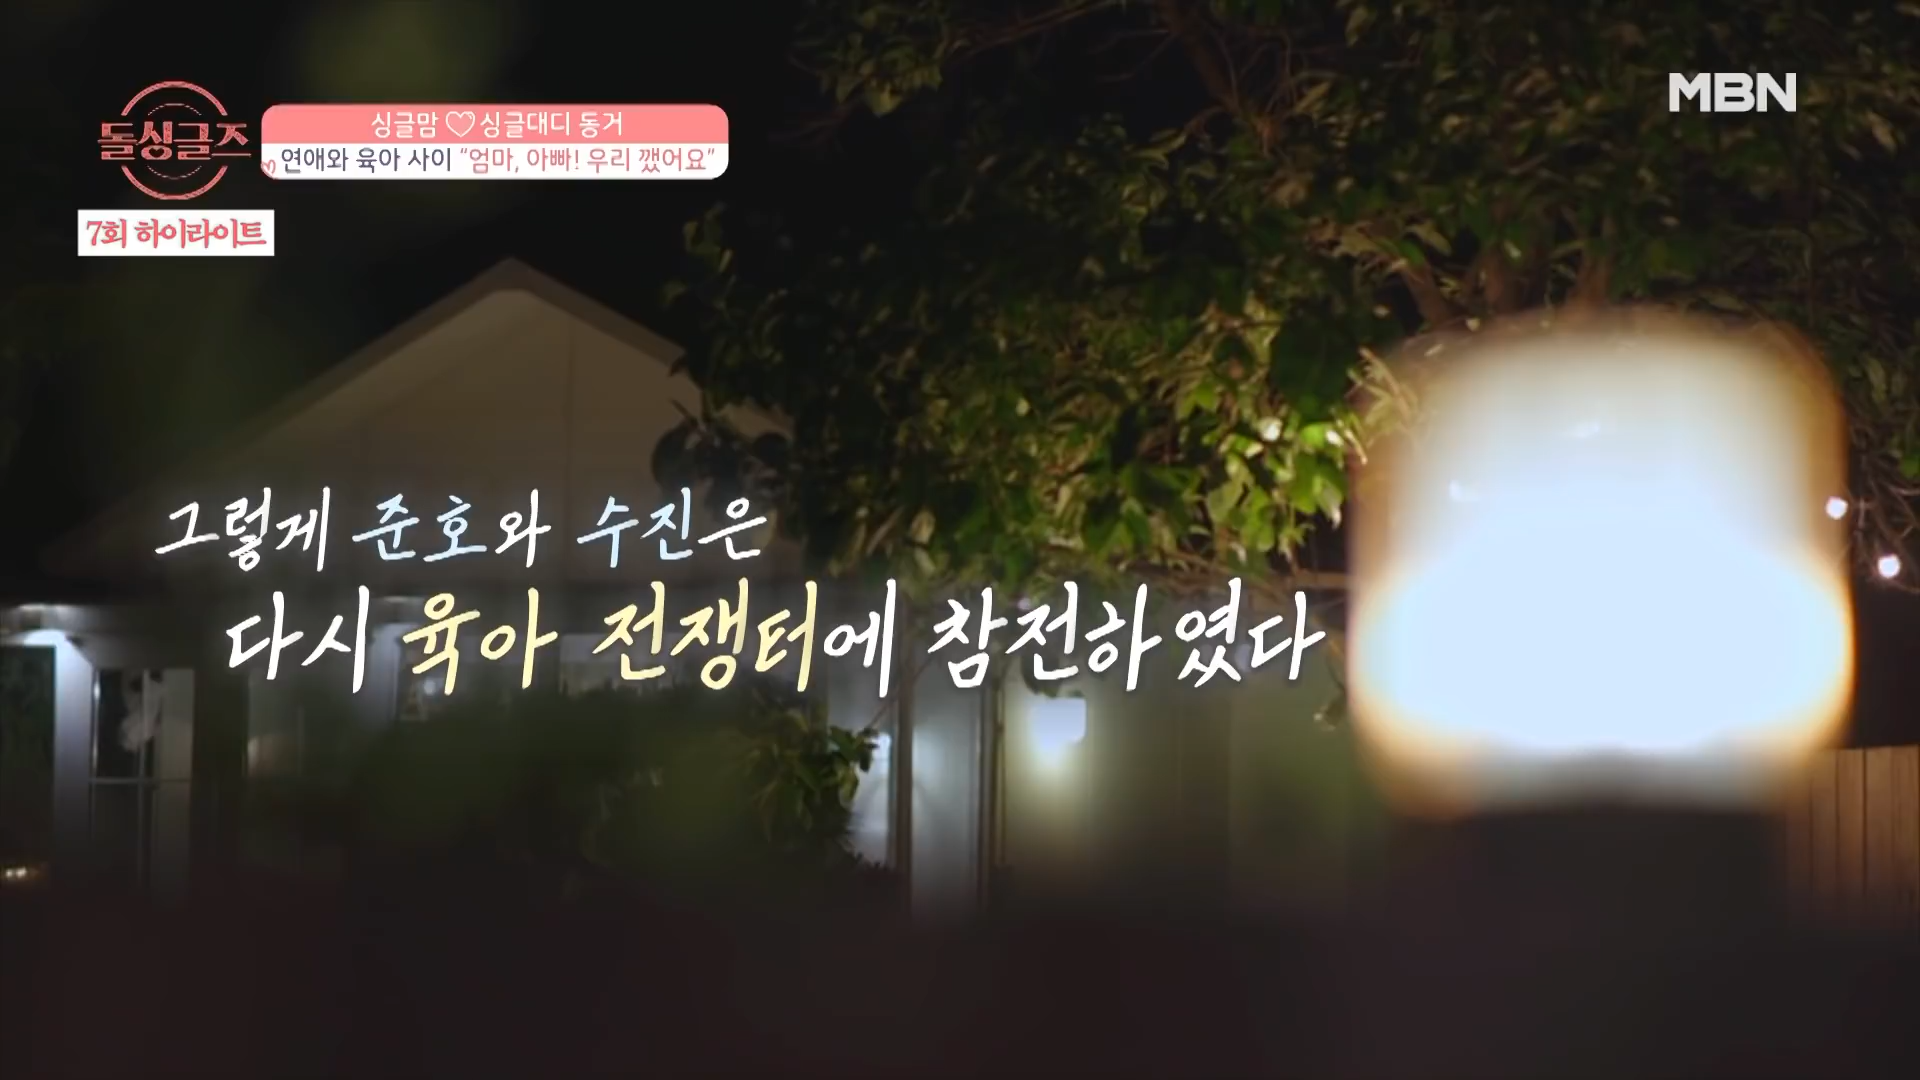 돌싱글즈
싱글맘♡싱글대디 동거
연애와 육아 사이 “엄마, 아빠! 우리 깼어요”
MBN
7회 하이라이트
그렇게 준호와 수진은
다시 육아 전쟁터에 참전하였다